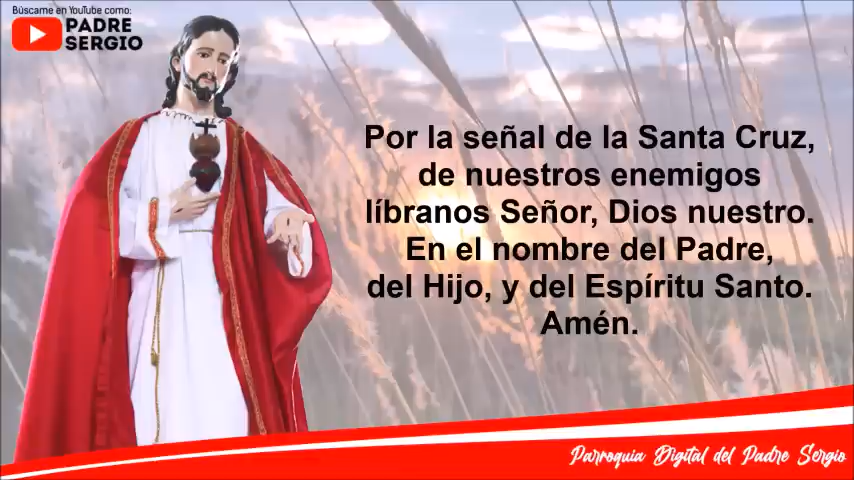 Búscame en YouTube como:
PADRE
SERGIO
Por la señal de la Santa Cruz,
de nuestros enemigos
líbranos Señor, Dios nuestro.
En el nombre del Padre,
del Hijo, y del Espíritu Santo.
Amén.
Parroquia Digital del Padre Sergio